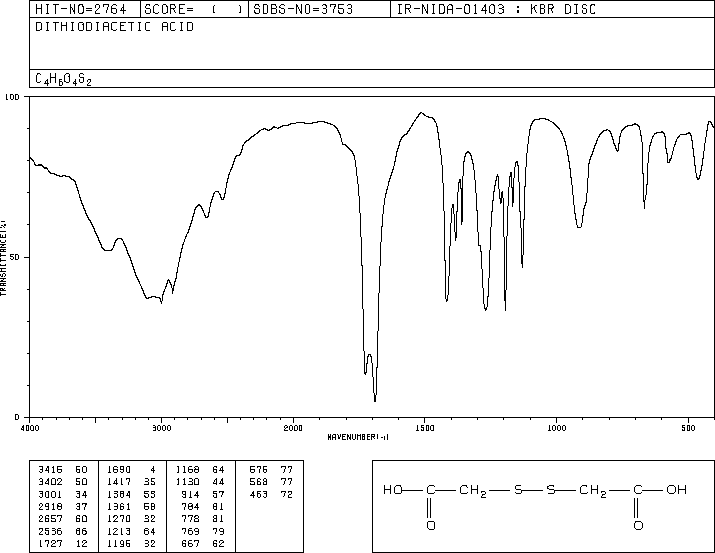 HIT-NO=2764 SCORE= ( ) SDBS-NO=3753 IR-NIDA-01403 : KBR DISC
DITHIODIACETIC ACID
C4H6O4S2
100
50
0
TRANSMITTANCE(%)
4000 3000 2000 1500 1000 500
WAVENUMBER(-1)
3415 60 1690 4 1168 64 576 77
3402 50 1417 35 1130 44 568 77
3001 34 1384 53 914 57 463 72
2918 37 1361 58 784 81
2657 60 1270 32 778 81
2536 66 1213 64 769 79
1727 12 1195 32 667 62
HO—C—CH2—S—S—CH2—C—OH
O O